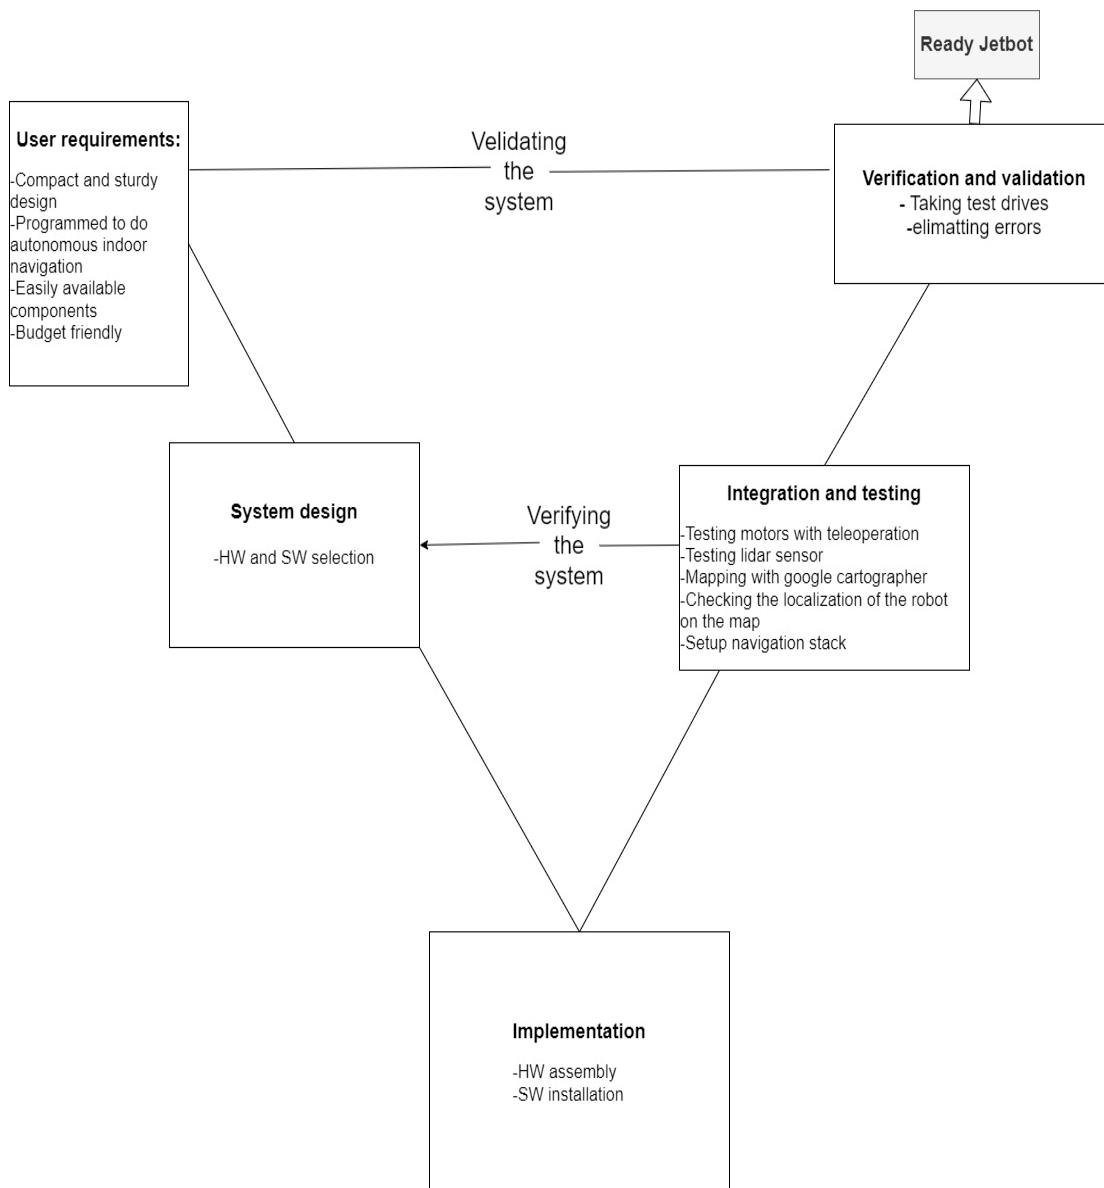 Ready Jetbot
User requirements:
-Compact and sturdy
design
-Programmed to do
autonomous indoor
navigation
-Easily available
components
-Budget friendly
Velidating
the
system
Verification and validation
- Taking test drives
-elimatting errors
System design
-HW and SW selection
Verifying
the
system
Integration and testing
-Testing motors with teleoperation
-Testing lidar sensor
-Mapping with google cartographer
-Checking the localization of the robot
on the map
-Setup navigation stack
Implementation
-HW assembly
-SW installation